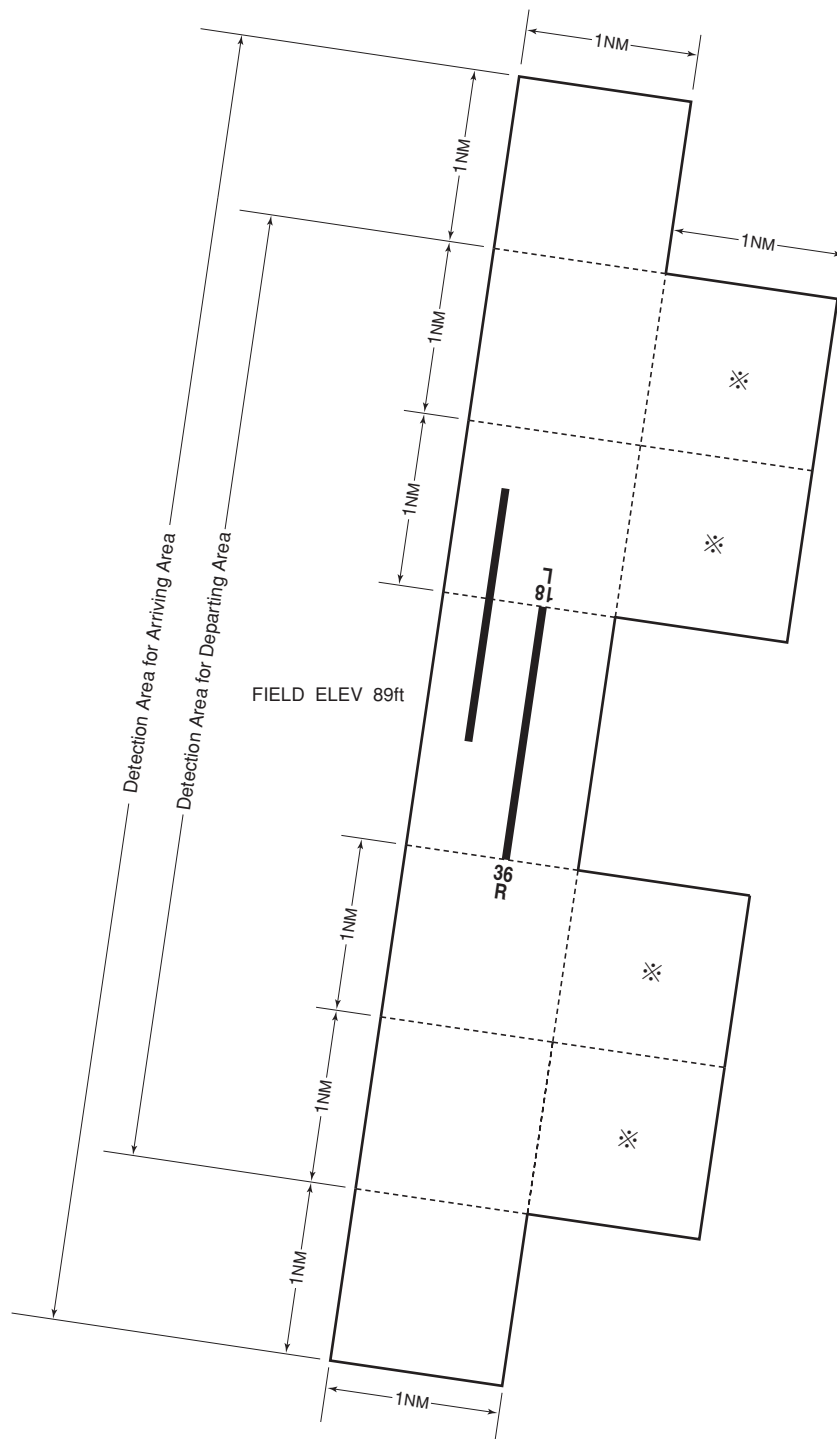 1NM
1NM
1NM
1NM
※
1NM
※
18
L
Detection Area for Arriving Area
Detection Area for Departing Area
FIELD ELEV 89ft
36
R
1NM
※
1NM
※
1NM
1NM